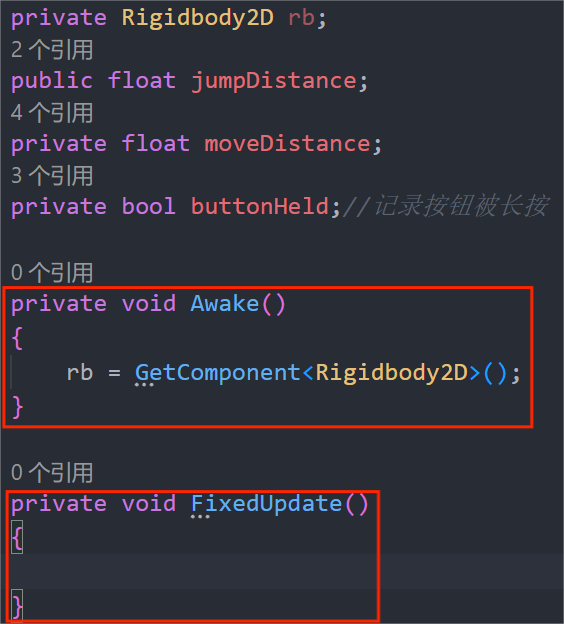 private Rigidbody2D rb;
2 个引用
public float jumpDistance;
4 个引用
private float moveDistance;
3 个引用
private bool buttonHeld;//记录按钮被长按
0 个引用
private void Awake()
{
rb = GetComponent<Rigidbody2D>();
}
0 个引用
private void FixedUpdate()
{
}